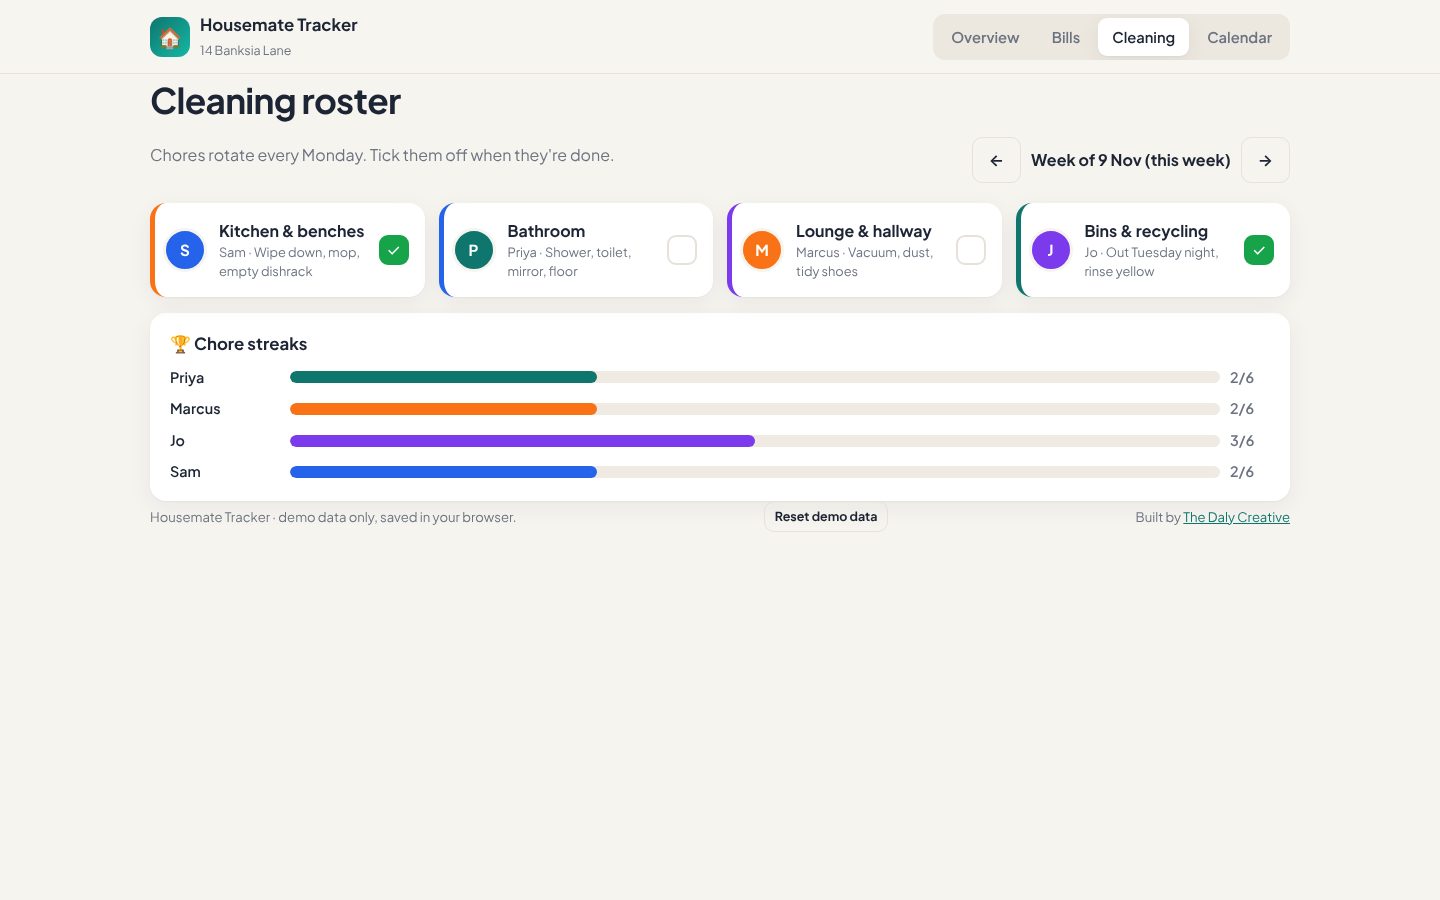 Housemate Tracker
14 Banksia Lane
Overview
Bills
Cleaning
Calendar
Cleaning roster
Chores rotate every Monday. Tick them off when they're done.
←
Week of 9 Nov (this week)
→
S
Kitchen & benches
Sam · Wipe down, mop,
empty dishrack
P
Bathroom
Priya · Shower, toilet,
mirror, floor
M
Lounge & hallway
Marcus · Vacuum, dust,
tidy shoes
J
Bins & recycling
Jo · Out Tuesday night,
rinse yellow
🏆 Chore streaks
Priya
2/6
Marcus
2/6
Jo
3/6
Sam
2/6
Housemate Tracker · demo data only, saved in your browser.
Reset demo data
Built by The Daly Creative